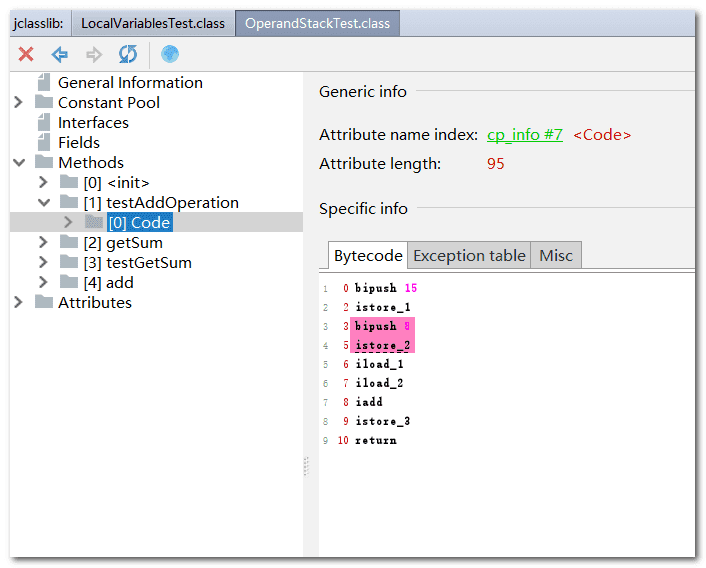 jclasslib: LocalVariablesTest.class OperandStackTest.class
General Information
Constant Pool
Interfaces
Fields
Methods
[0] <init>
[1] testAddOperation
[0] Code
[2] getSum
[3] testGetSum
[4] add
Attributes
Generic info
Attribute name index: cp_info #7 <Code>
Attribute length: 95
Specific info
Bytecode Exception table Misc
1 0 bipush 15
2 2 istore_1
3 3 bipush 8
4 5 istore_2
5 6 iload_1
6 7 iload_2
7 8 iadd
8 9 istore_3
9 10 return